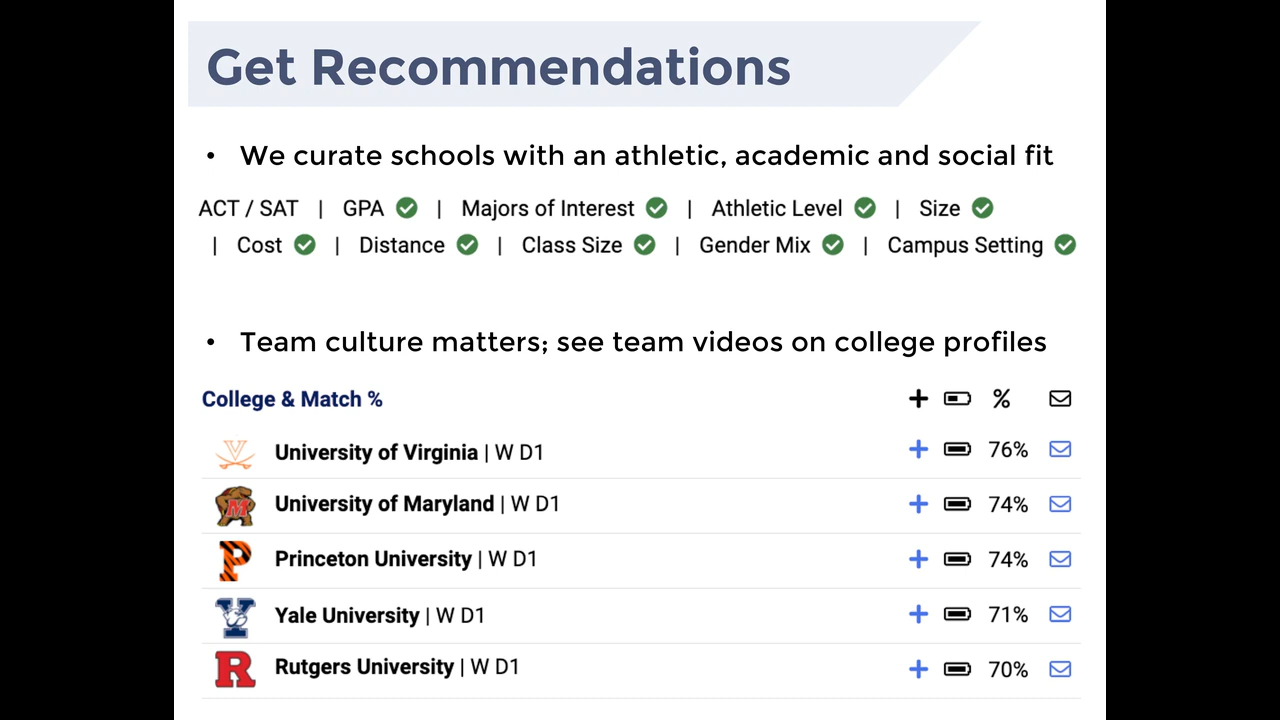 Get Recommendations
• We curate schools with an athletic, academic and social fit
ACT / SAT | GPA | Majors of Interest | Athletic Level | Size
| Cost | Distance | Class Size | Gender Mix | Campus Setting
• Team culture matters; see team videos on college profiles
College & Match % + %
V University of Virginia | W D1 + 76%
M University of Maryland | W D1 + 74%
P Princeton University | W D1 + 74%
Y Yale University | W D1 + 71%
R Rutgers University | W D1 + 70%